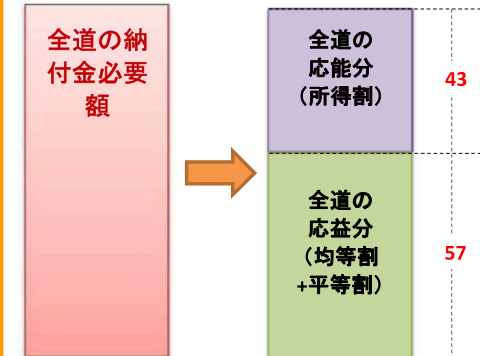 全道の納
付金必要
額
全道の
応能分
（所得割）
43
全道の
応益分
（均等割
+平等割）
57